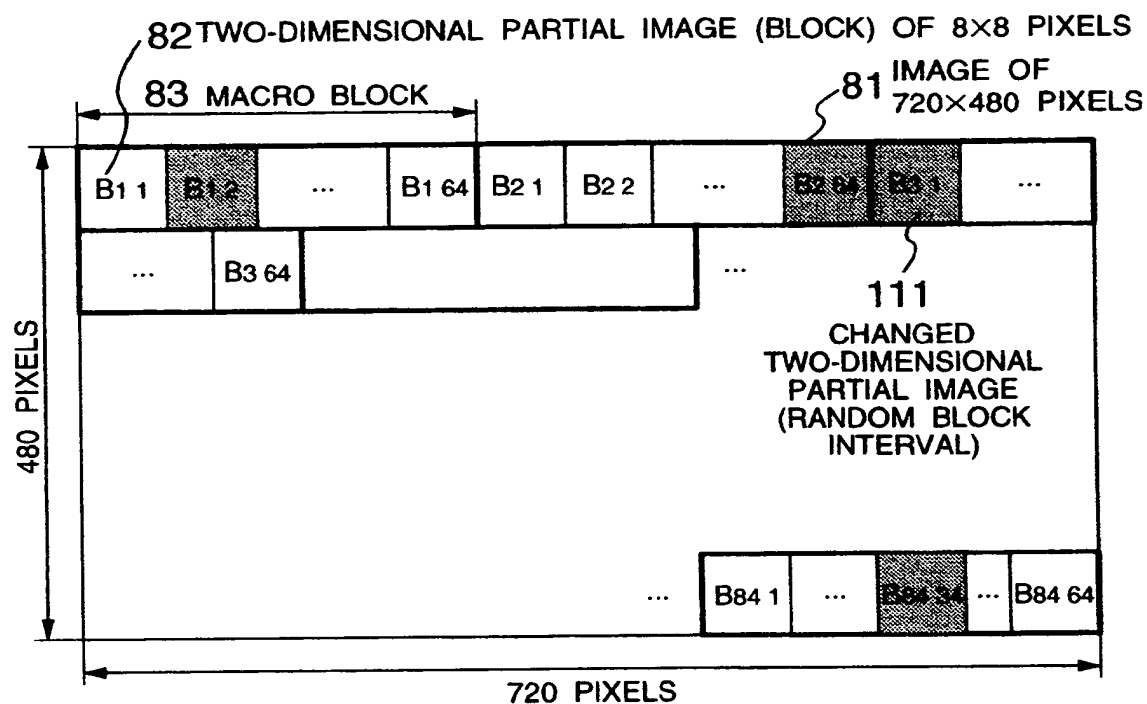 82 TWO-DIMENSIONAL PARTIAL IMAGE (BLOCK) OF 8×8 PIXELS
83 MACRO BLOCK
81 IMAGE OF
720×480 PIXELS
B1 1 B1 2 ... B1 64 B2 1 B2 2 ... B2 64 B3 1 ...
... B3 64 ...
111
CHANGED
TWO-DIMENSIONAL
PARTIAL IMAGE
(RANDOM BLOCK
INTERVAL)
480 PIXELS
... B84 1 ... B84 34 ... B84 64
720 PIXELS